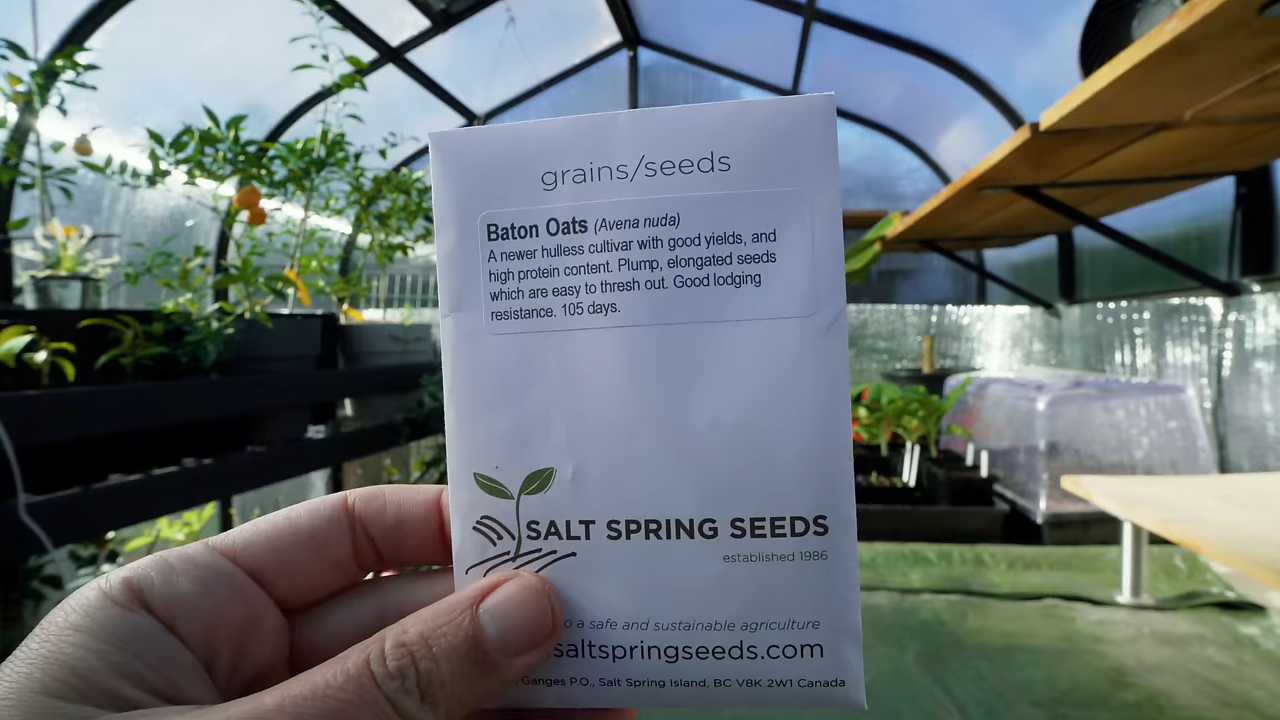 grains/seeds
Baton Oats (Avena nuda)
A newer hulless cultivar with good yields, and
high protein content. Plump, elongated seeds
which are easy to thresh out. Good lodging
resistance. 105 days.
SALT SPRING SEEDS
established 1986
o a safe and sustainable agriculture
.saltspringseeds.com
, Ganges P.O., Salt Spring Island, BC V8K 2W1 Canada